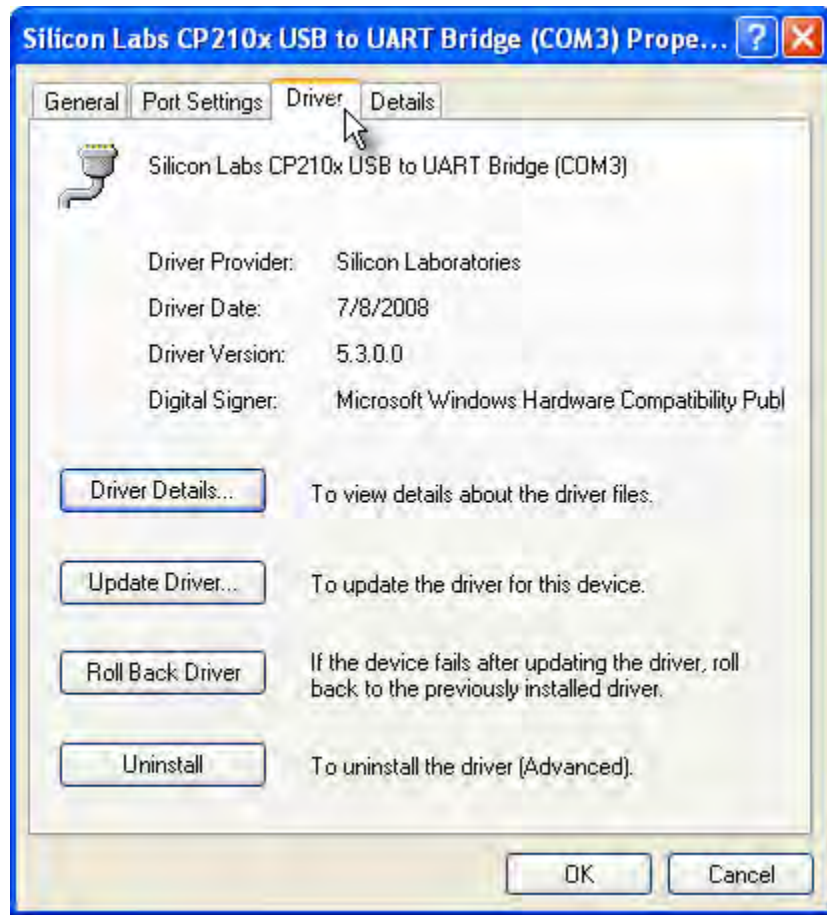 Silicon Labs CP210x USB to UART Bridge (COM3) Prope...
General Port Settings Driver Details
Silicon Labs CP210x USB to UART Bridge (COM3)
Driver Provider: Silicon Laboratories
Driver Date: 7/8/2008
Driver Version: 5.3.0.0
Digital Signer: Microsoft Windows Hardware Compatibility Publ
Driver Details... To view details about the driver files.
Update Driver... To update the driver for this device.
Roll Back Driver If the device fails after updating the driver, roll
back to the previously installed driver.
Uninstall To uninstall the driver (Advanced).
OK Cancel